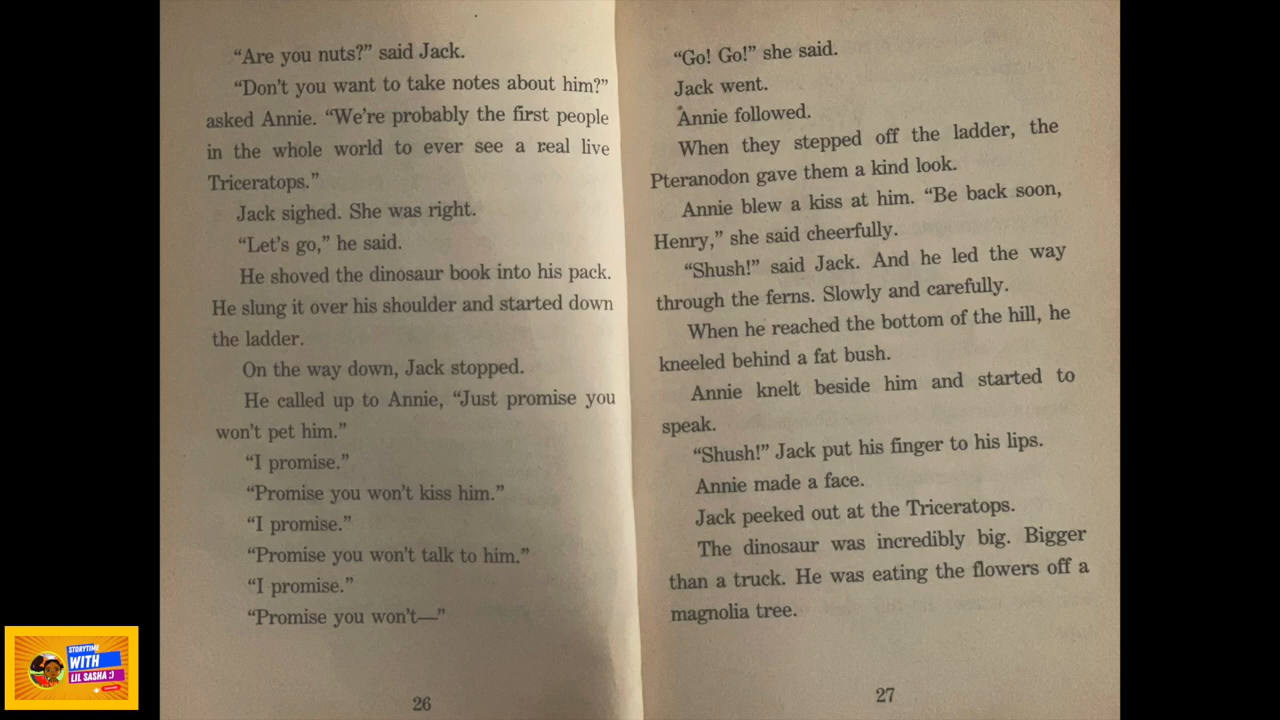 “Are you nuts?” said Jack.
“Don’t you want to take notes about him?”
asked Annie. “We’re probably the first people
in the whole world to ever see a real live
Triceratops.”
Jack sighed. She was right.
“Let’s go,” he said.
He shoved the dinosaur book into his pack.
He slung it over his shoulder and started down
the ladder.
On the way down, Jack stopped.
He called up to Annie, “Just promise you
won’t pet him.”
“I promise.”
“Promise you won’t kiss him.”
“I promise.”
“Promise you won’t talk to him.”
“I promise.”
“Promise you won’t—”
26
“Go! Go!” she said.
Jack went.
Annie followed.
When they stepped off the ladder, the
Pteranodon gave them a kind look.
Annie blew a kiss at him. “Be back soon,
Henry,” she said cheerfully.
“Shush!” said Jack. And he led the way
through the ferns. Slowly and carefully.
When he reached the bottom of the hill, he
kneeled behind a fat bush.
Annie knelt beside him and started to
speak.
“Shush!” Jack put his finger to his lips.
Annie made a face.
Jack peeked out at the Triceratops.
The dinosaur was incredibly big. Bigger
than a truck. He was eating the flowers off a
magnolia tree.
27
STORYTIME
WITH
LIL SASHA :)